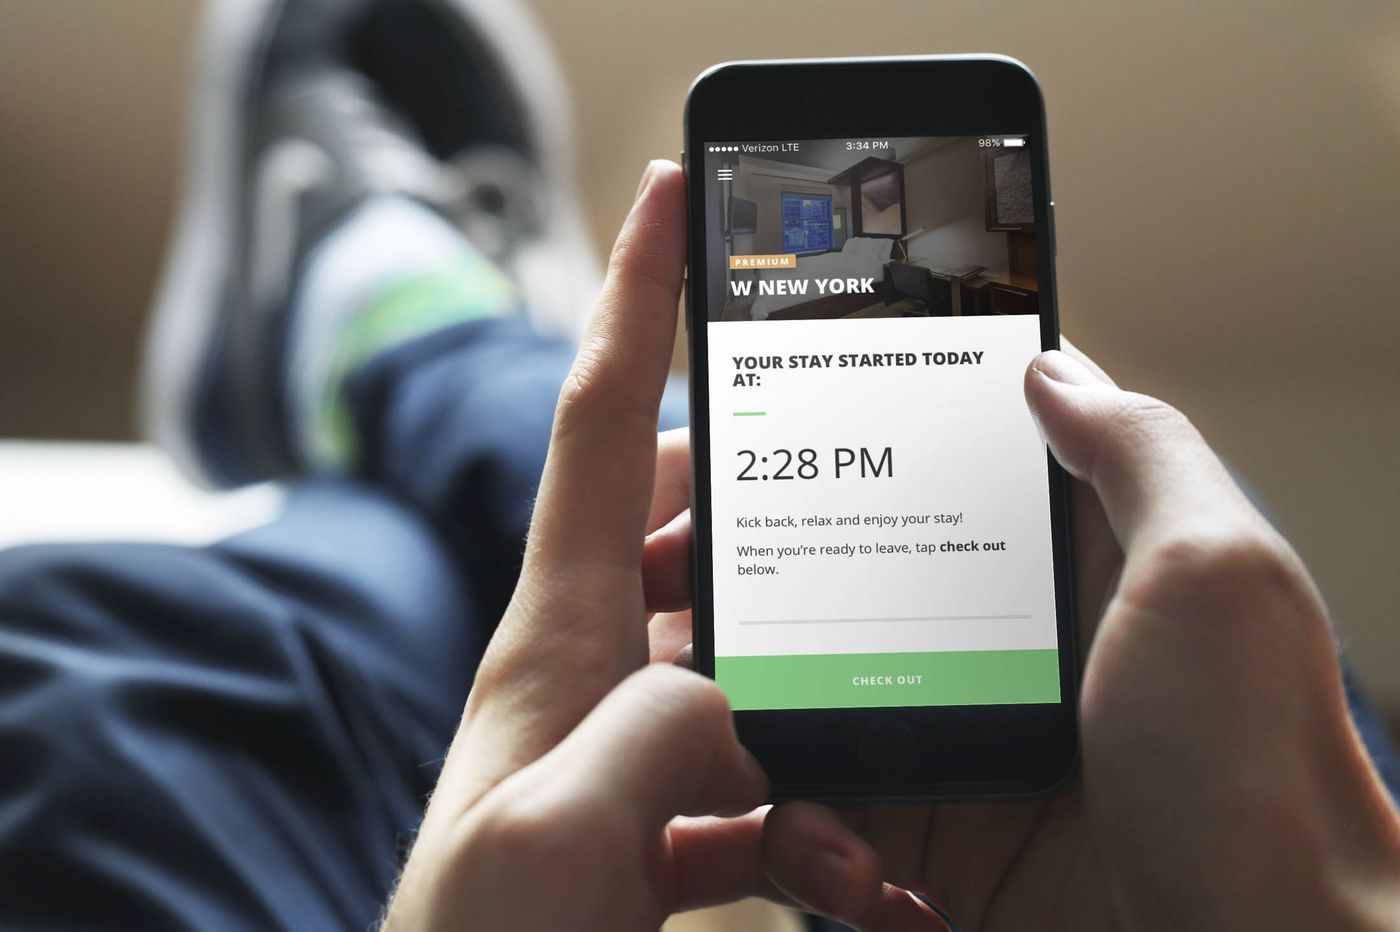 Verizon LTE 3:34 PM 98%
PREMIUM
W NEW YORK
YOUR STAY STARTED TODAY
AT:
2:28 PM
Kick back, relax and enjoy your stay!
When you're ready to leave, tap check out
below.
CHECK OUT